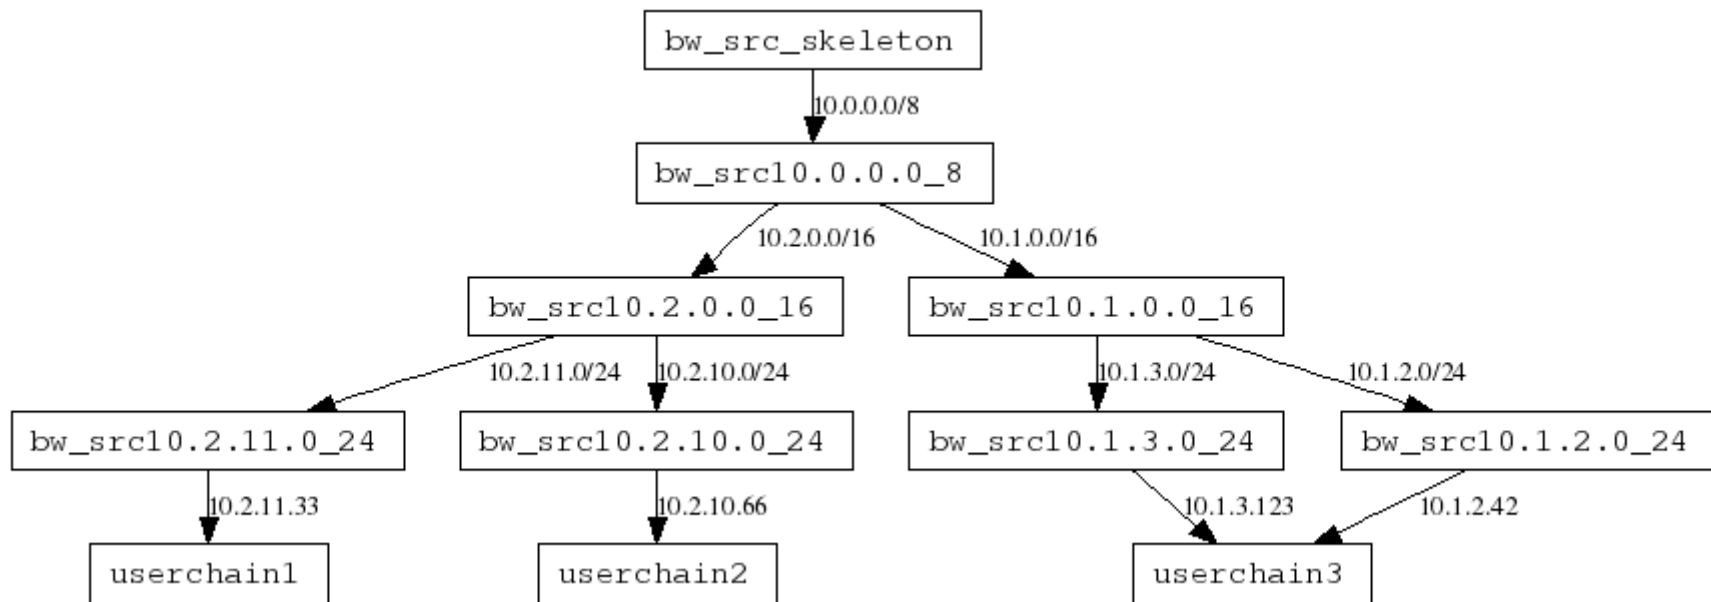 bw_src_skeleton
10.0.0.0/8
bw_src10.0.0.0_8
10.2.0.0/16
10.1.0.0/16
bw_src10.2.0.0_16
bw_src10.1.0.0_16
10.2.11.0/24
10.2.10.0/24
10.1.3.0/24
10.1.2.0/24
bw_src10.2.11.0_24
bw_src10.2.10.0_24
bw_src10.1.3.0_24
bw_src10.1.2.0_24
10.2.11.33
10.2.10.66
10.1.3.123
10.1.2.42
userchain1
userchain2
userchain3